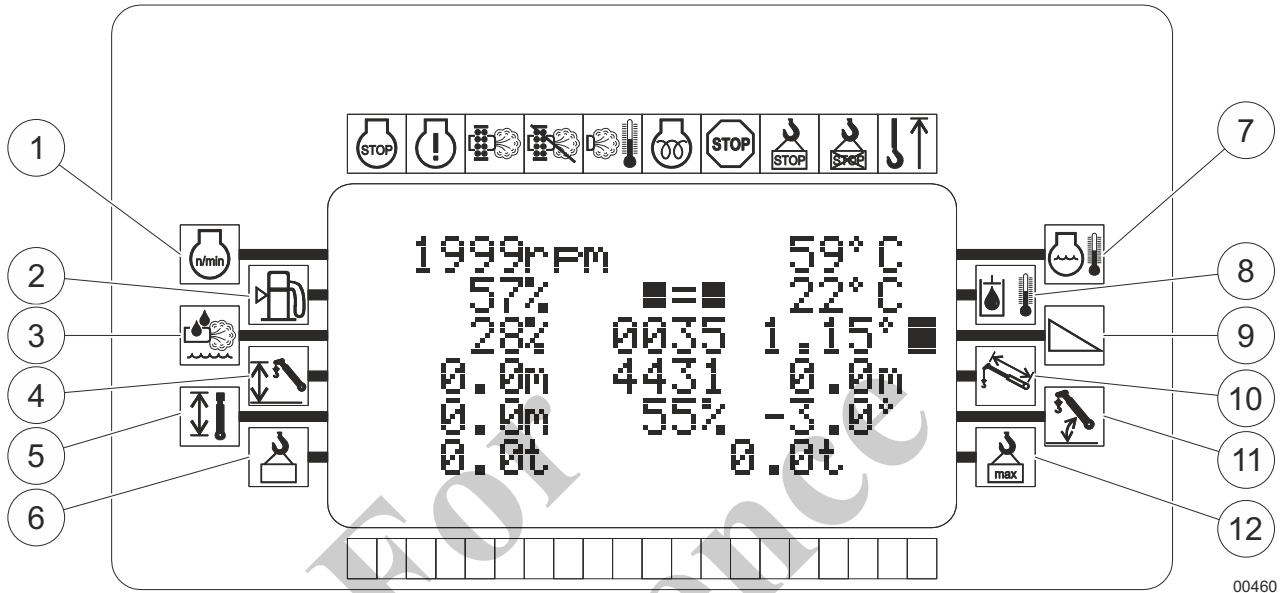 STOP ! STOP STOP STOP
1 7
1999rpm 59°C
n/min
2 8
57% 22°C
3 9
28% 0035 1.15°
4 10
0.0m 4431 0.0m
5 11
0.0m 55% -3.0°
6 12
0.0t 0.0t
max
For
ence
00460